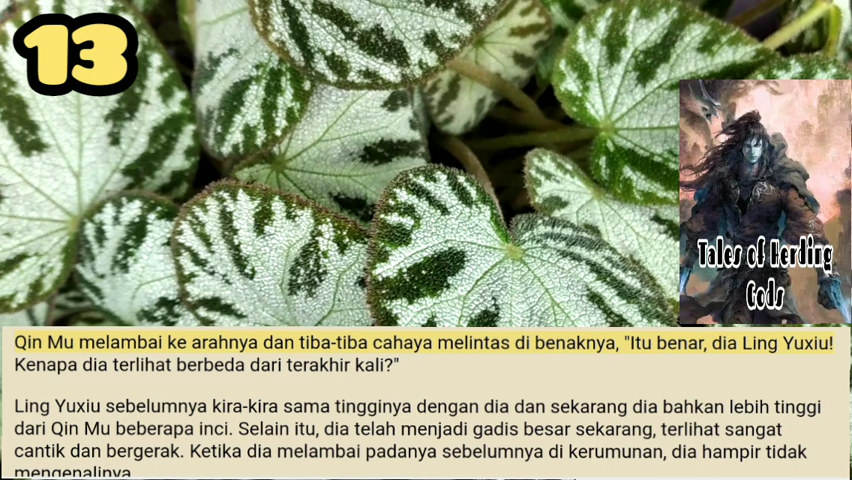 13
Tales of Herding
Gods
Qin Mu melambai ke arahnya dan tiba-tiba cahaya melintas di benaknya, "Itu benar, dia Ling Yuxiu!
Kenapa dia terlihat berbeda dari terakhir kali?"
Ling Yuxiu sebelumnya kira-kira sama tingginya dengan dia dan sekarang dia bahkan lebih tinggi
dari Qin Mu beberapa inci. Selain itu, dia telah menjadi gadis besar sekarang, terlihat sangat
cantik dan bergerak. Ketika dia melambai padanya sebelumnya di kerumunan, dia hampir tidak
mengenalinya